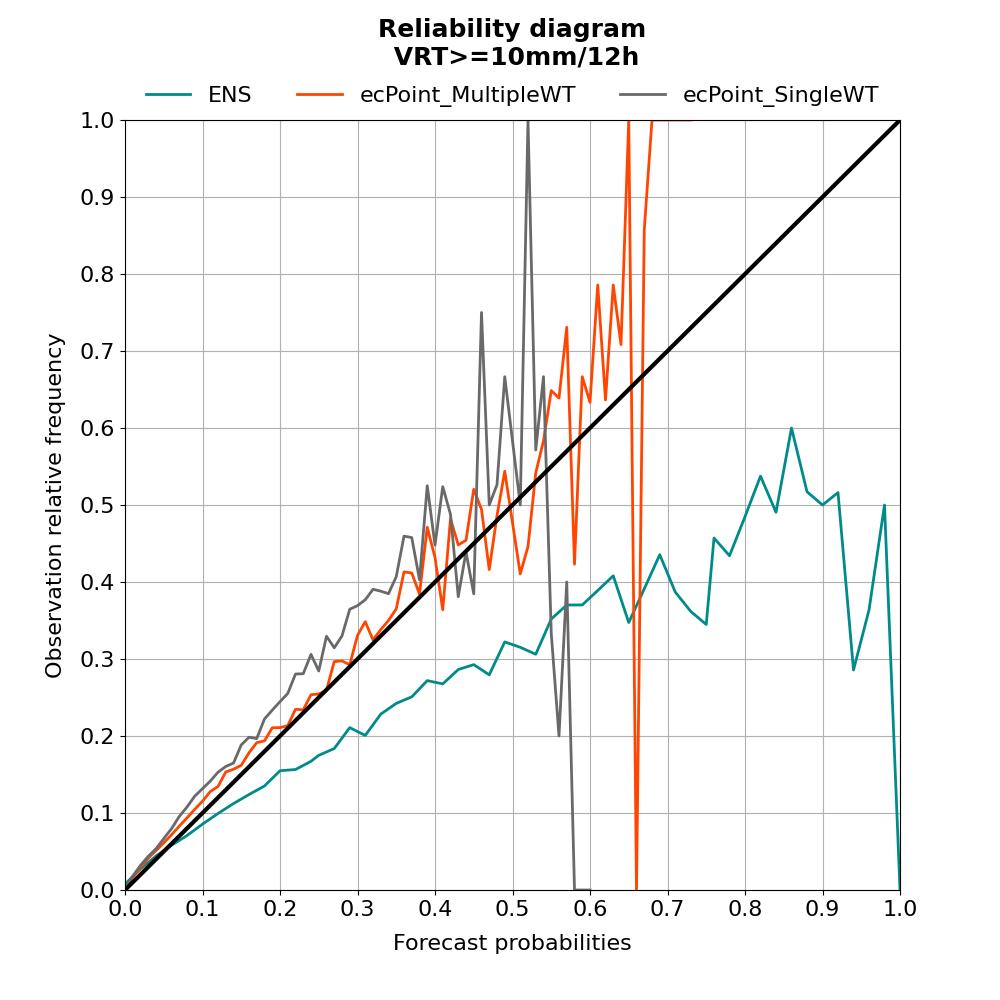 Reliability diagram
VRT>=10mm/12h
ENS ecPoint_MultipleWT ecPoint_SingleWT
1.0
0.9
0.8
0.7
0.6
0.5
0.4
0.3
0.2
0.1
0.0
Observation relative frequency
0.0 0.1 0.2 0.3 0.4 0.5 0.6 0.7 0.8 0.9 1.0
Forecast probabilities